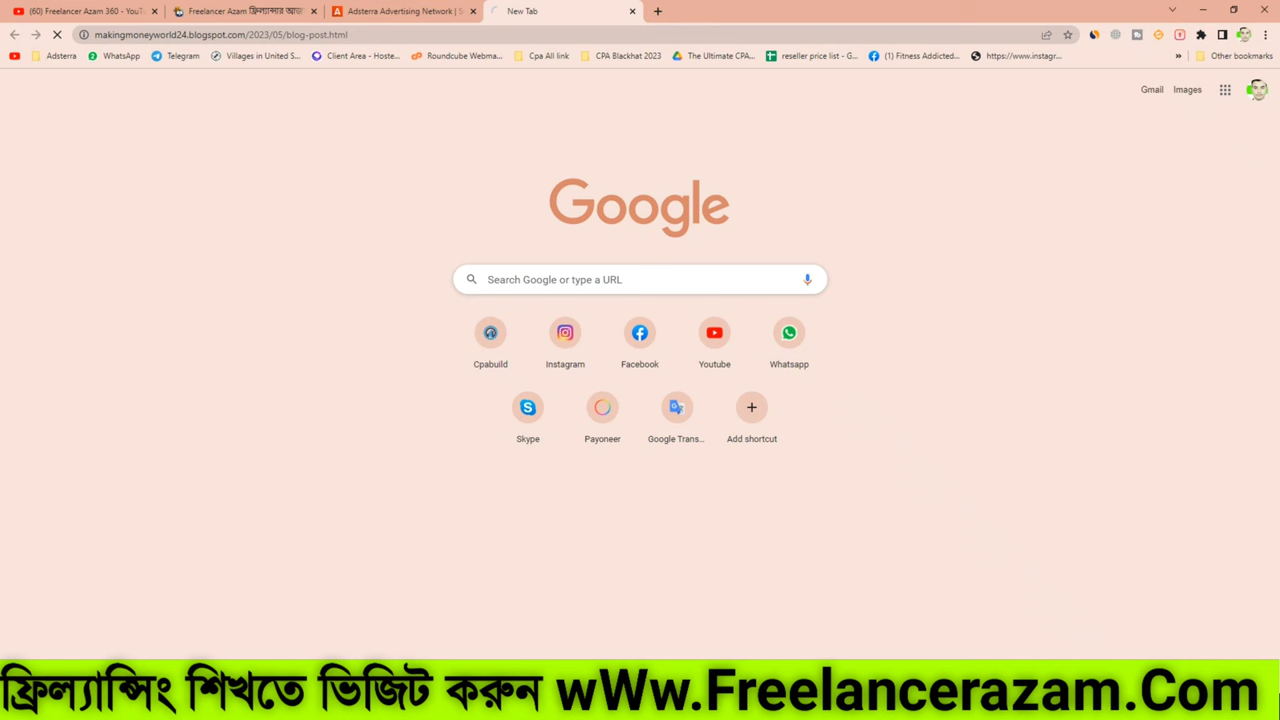 (60) Freelancer Azam 360 - YouTu
Freelancer Azam ফ্রিল্যান্সার আজা
Adsterra Advertising Network | S
New Tab
makingmoneyworld24.blogspot.com/2023/05/blog-post.html
Adsterra
WhatsApp
Telegram
Villages in United S...
Client Area - Hoste...
Roundcube Webma...
Cpa All link
CPA Blackhat 2023
The Ultimate CPA...
reseller price list - G...
(1) Fitness Addicted...
https://www.instagr...
»
Other bookmarks
Gmail
Images
Google
Search Google or type a URL
Cpabuild
Instagram
Facebook
Youtube
Whatsapp
Skype
Payoneer
Google Trans...
Add shortcut
ফ্রিল্যান্সিং শিখতে ভিজিট করুন wWw.Freelancerazam.Com